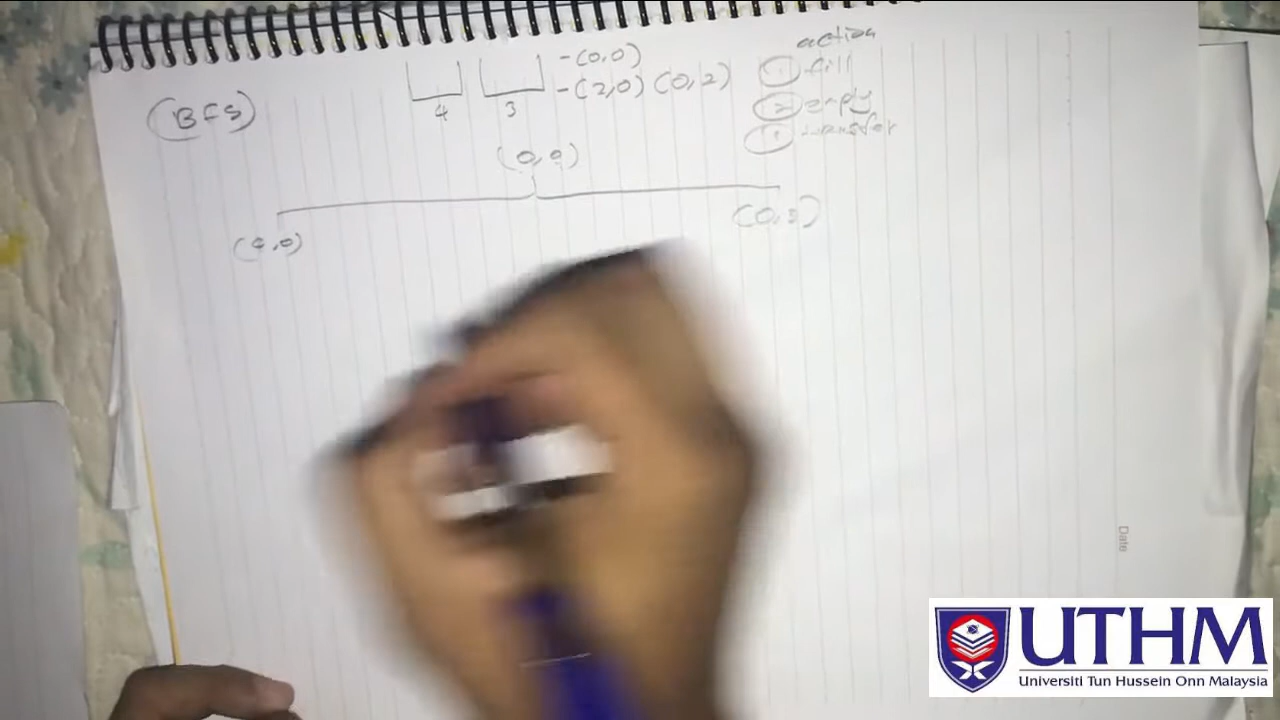 action
- (0,0)
① fill
- (2,0) (0,2)
4 3
② empty
(BFS)
transfer
(0,0)
(0,3)
(4,0)
Date
UTHM
Universiti Tun Hussein Onn Malaysia